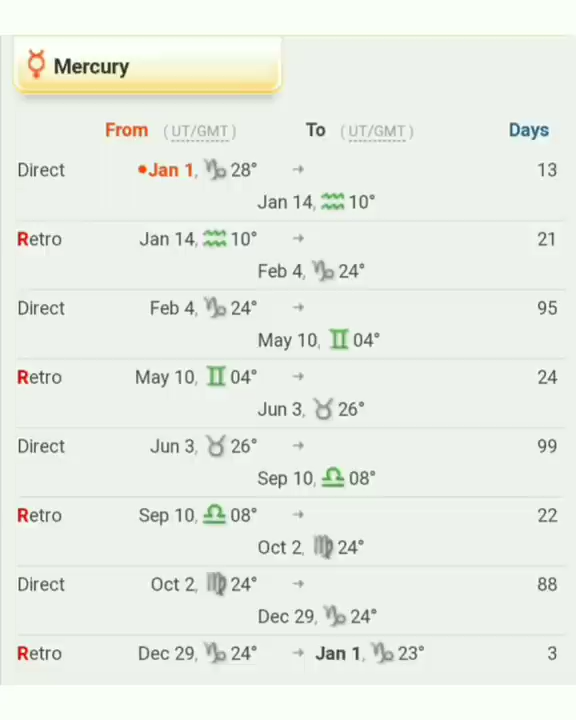 ☿ Mercury
From (UT/GMT) To (UT/GMT) Days
Direct •Jan 1, ♑ 28° → 13
Jan 14, ♒ 10°
Retro Jan 14, ♒ 10° → 21
Feb 4, ♑ 24°
Direct Feb 4, ♑ 24° → 95
May 10, ♊ 04°
Retro May 10, ♊ 04° → 24
Jun 3, ♉ 26°
Direct Jun 3, ♉ 26° → 99
Sep 10, ♎ 08°
Retro Sep 10, ♎ 08° → 22
Oct 2, ♍ 24°
Direct Oct 2, ♍ 24° → 88
Dec 29, ♑ 24°
Retro Dec 29, ♑ 24° → Jan 1, ♑ 23° 3